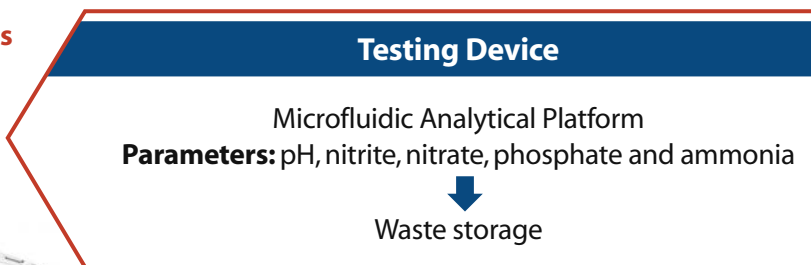 s
Testing Device
Microfluidic Analytical Platform
Parameters: pH, nitrite, nitrate, phosphate and ammonia
Waste storage